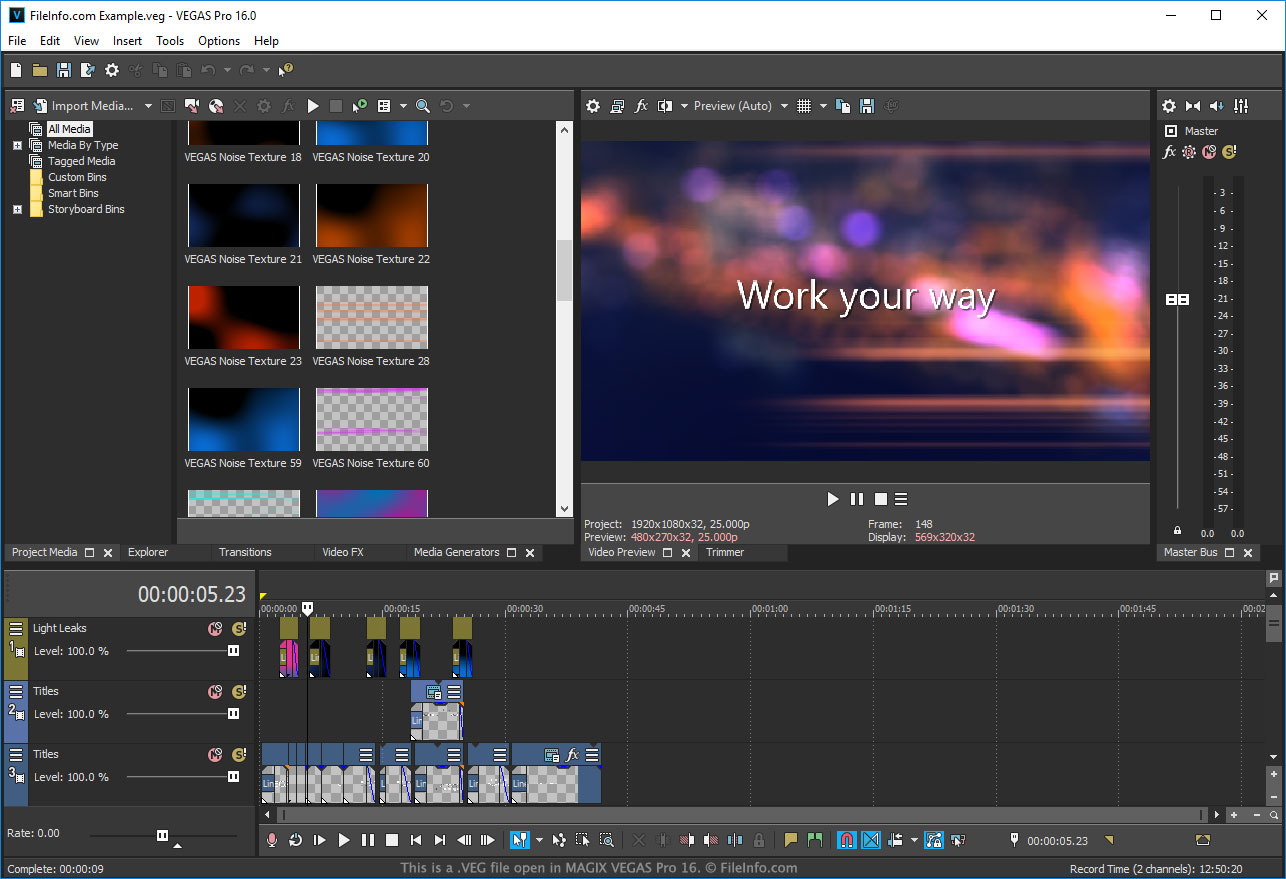 FileInfo.com Example.veg - VEGAS Pro 16.0
File Edit View Insert Tools Options Help
Import Media...
Preview (Auto)
All Media
Media By Type
Tagged Media
Custom Bins
Smart Bins
Storyboard Bins
VEGAS Noise Texture 18 VEGAS Noise Texture 20
VEGAS Noise Texture 21 VEGAS Noise Texture 22
VEGAS Noise Texture 23 VEGAS Noise Texture 28
VEGAS Noise Texture 59 VEGAS Noise Texture 60
Work your way
Project: 1920x1080x32, 25.000p Frame: 148
Preview: 480x270x32, 25.000p Display: 569x320x32
Master
fx
-3-
-6-
-9-
-12-
-15-
-18-
-21-
-24-
-27-
-30-
-33-
-36-
-39-
-42-
-45-
-48-
-51-
-54-
-57-
0.0 0.0
Project Media Explorer Transitions Video FX Media Generators
Video Preview Trimmer
Master Bus
00:00:05.23
00:00:00 00:00:15 00:00:30 00:00:45 00:01:00 00:01:15 00:01:30 00:01:45
1 Light Leaks
Level: 100.0 %
2 Titles
Level: 100.0 %
3 Titles
Level: 100.0 %
Rate: 0.00
00:00:05.23
Complete: 00:00:09
This is a .VEG file open in MAGIX VEGAS Pro 16. © FileInfo.com
Record Time (2 channels): 12:50:20